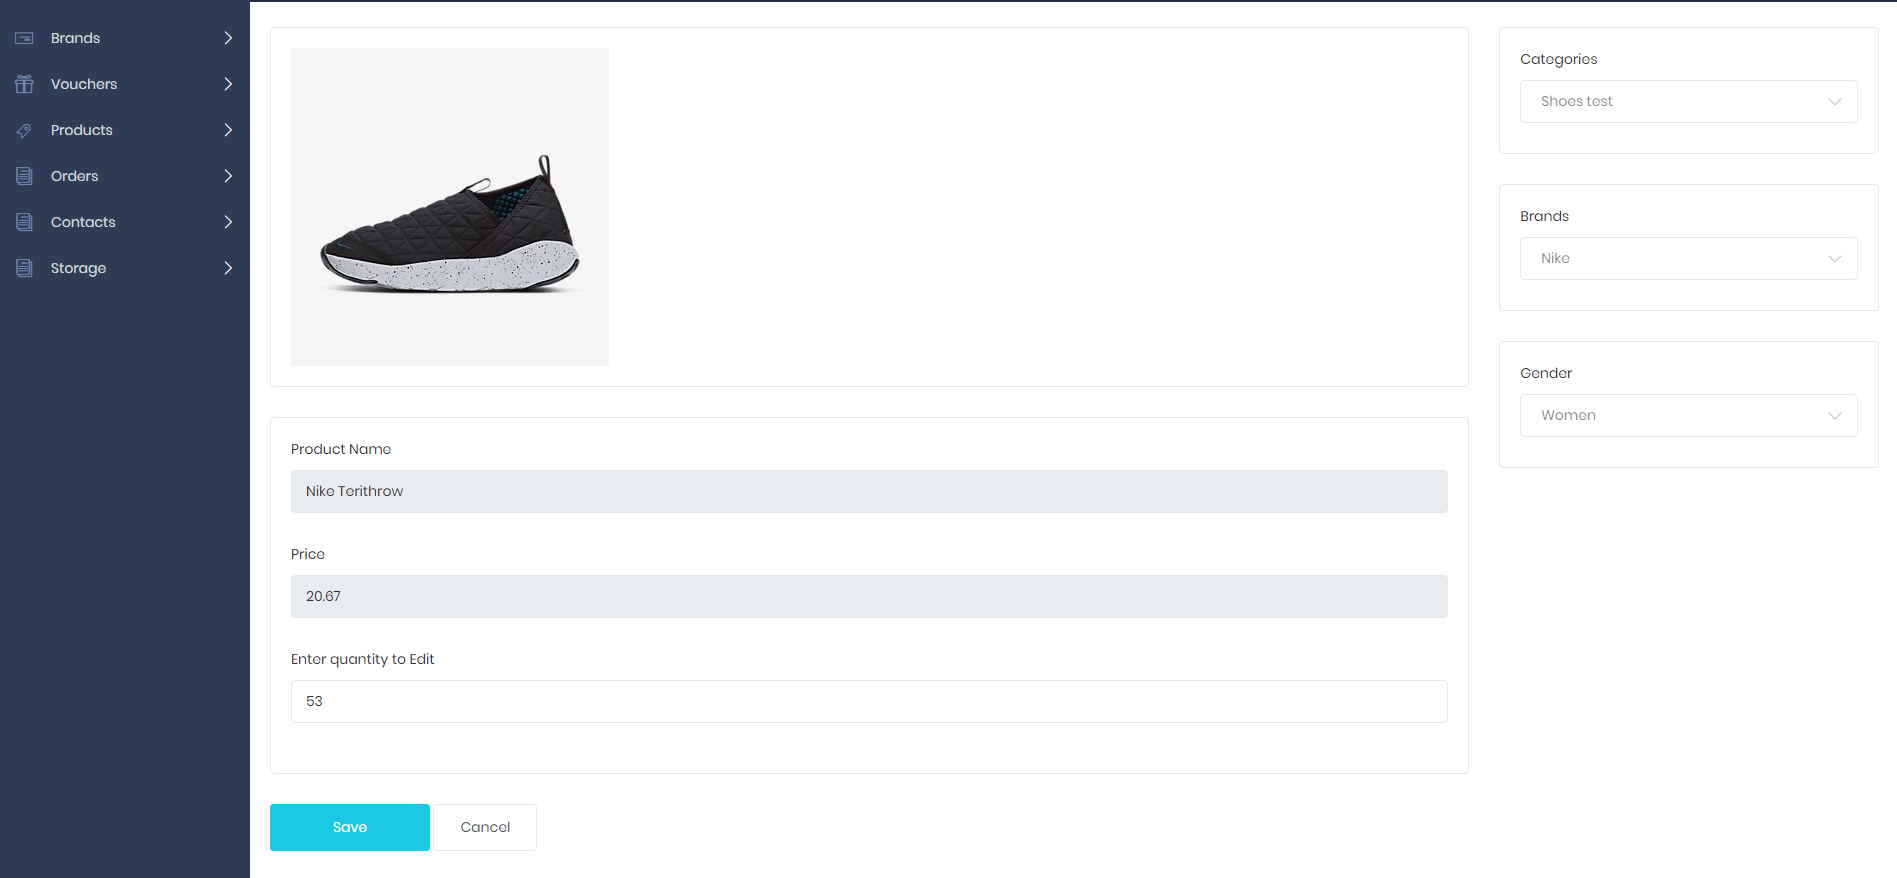 Brands
Vouchers
Products
Orders
Contacts
Storage
Product Name
Nike Terithrow
Price
20.67
Enter quantity to Edit
53
Save
Cancel
Categories
Shoes test
Brands
Nike
Gender
Women